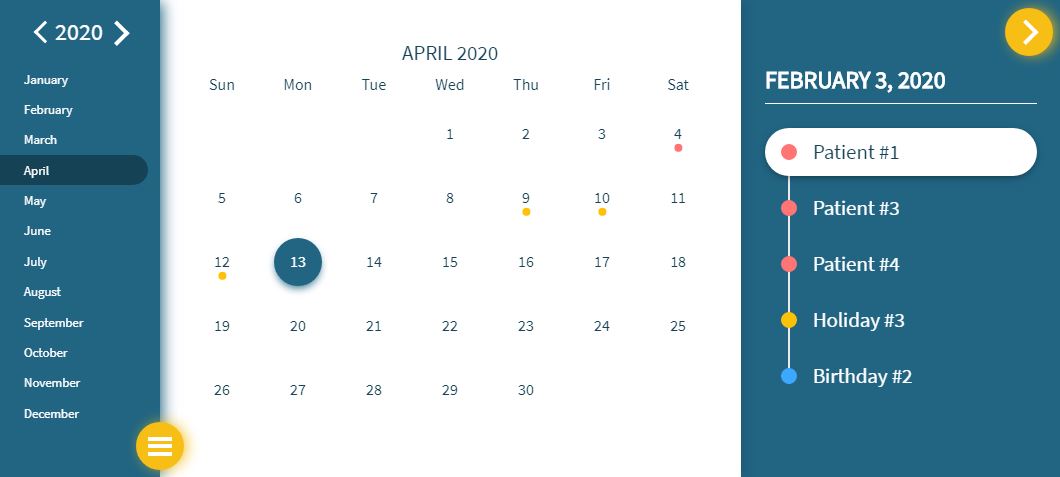 2020
January
February
March
April
May
June
July
August
September
October
November
December
APRIL 2020
Sun Mon Tue Wed Thu Fri Sat
1 2 3 4
5 6 7 8 9 10 11
12 13 14 15 16 17 18
19 20 21 22 23 24 25
26 27 28 29 30
FEBRUARY 3, 2020
Patient #1
Patient #3
Patient #4
Holiday #3
Birthday #2